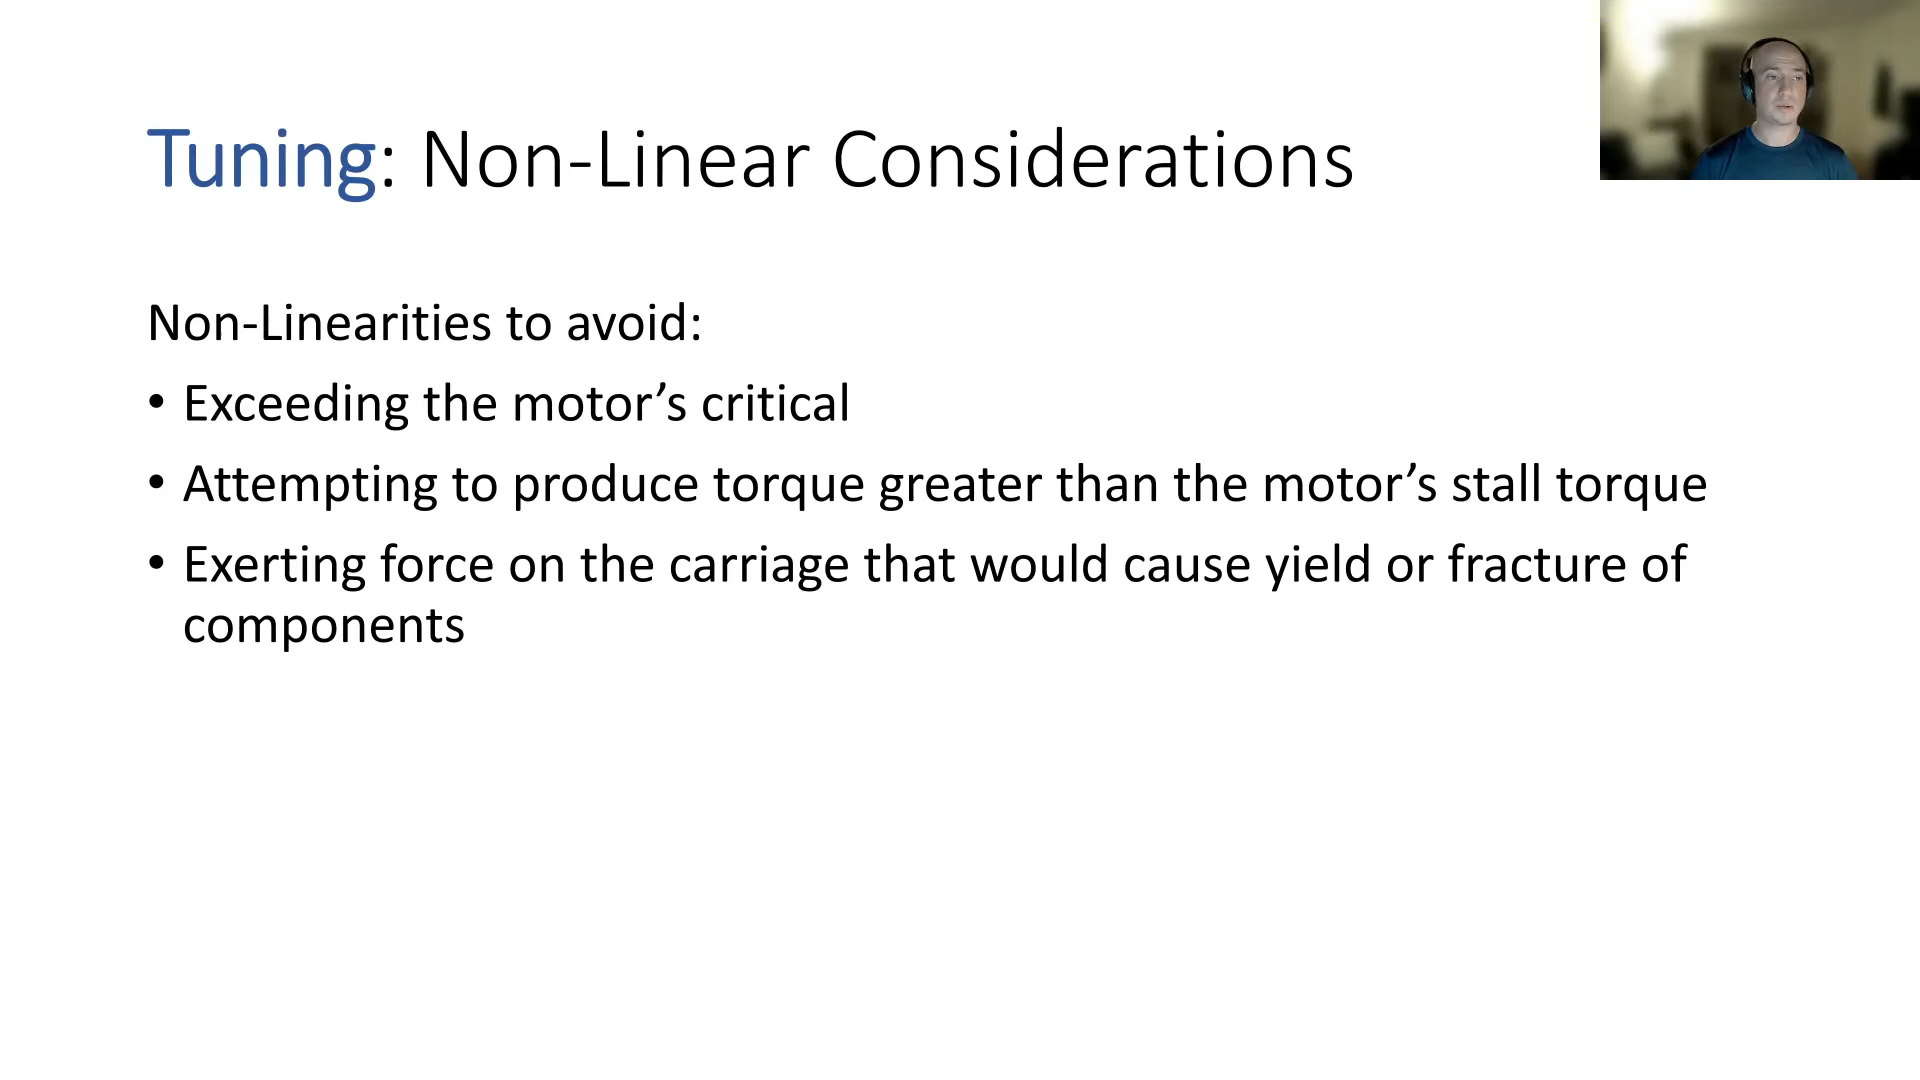 Tuning: Non-Linear Considerations
Non-Linearities to avoid:
• Exceeding the motor’s critical
• Attempting to produce torque greater than the motor’s stall torque
• Exerting force on the carriage that would cause yield or fracture of
components